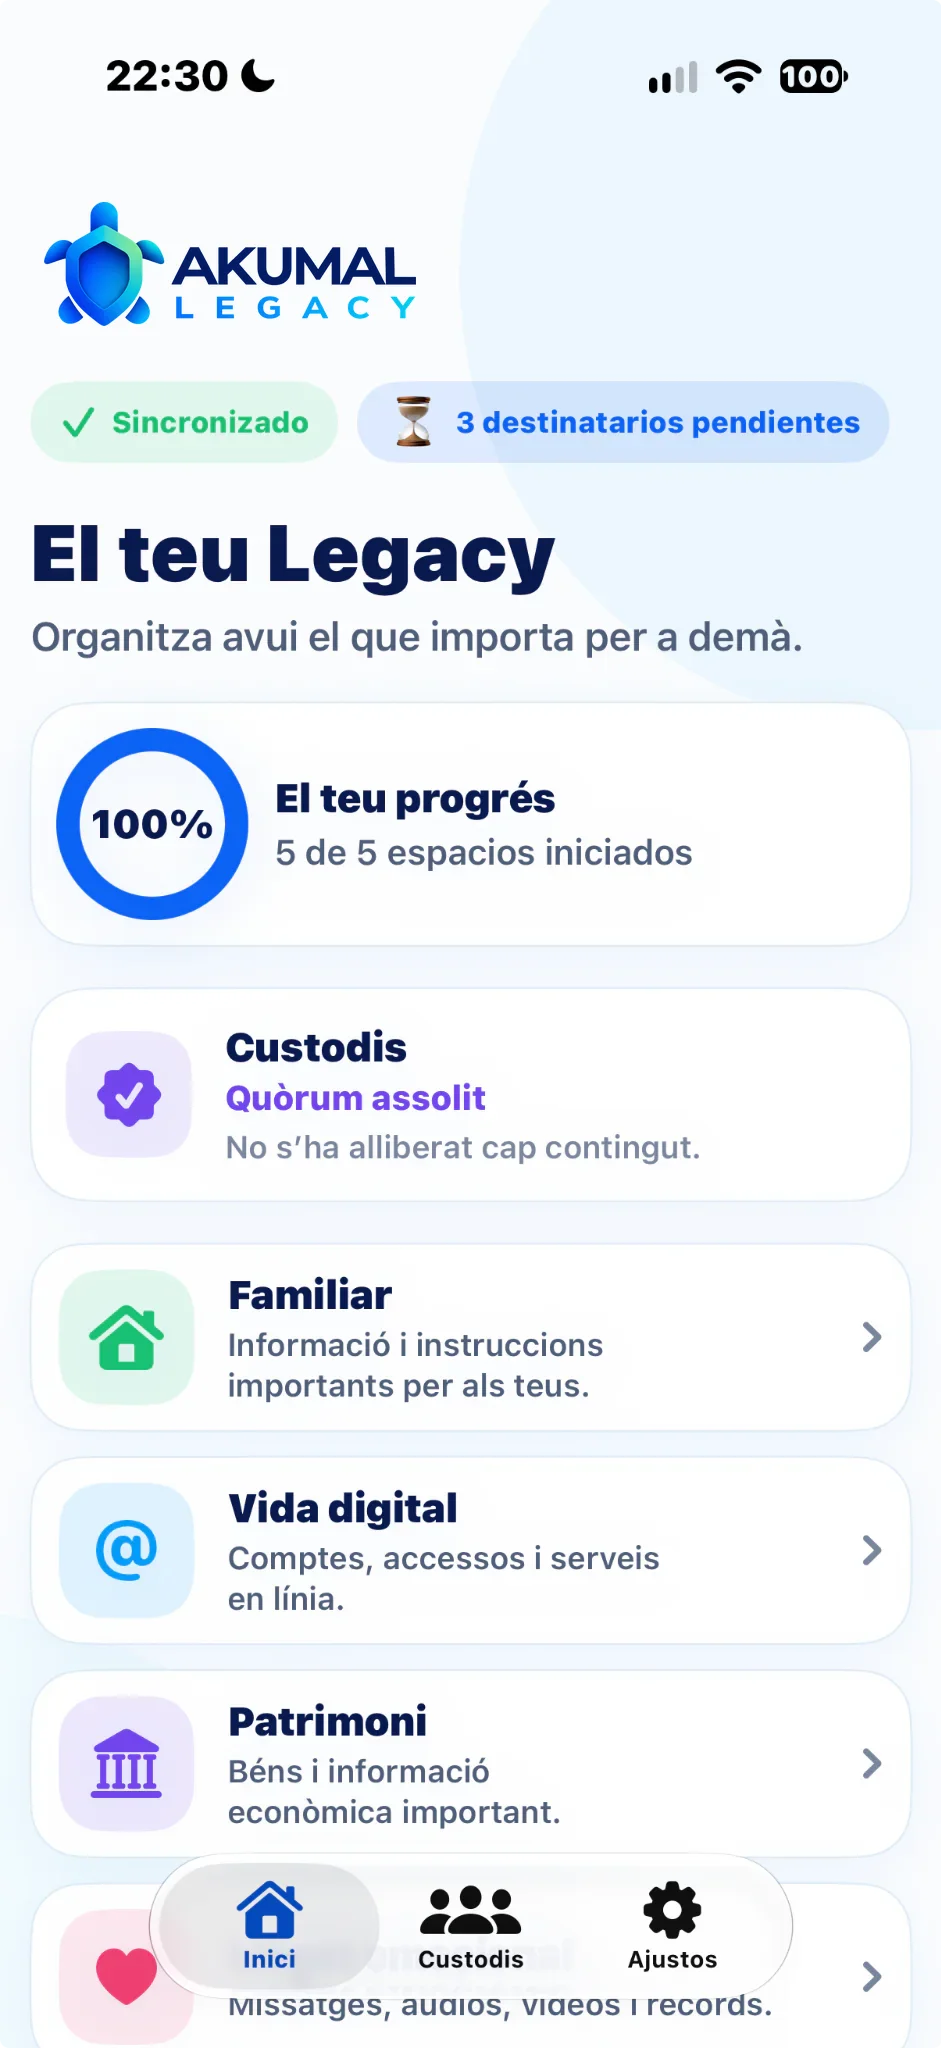 22:30
100
AKUMAL
LEGACY
Sincronizado
3 destinatarios pendientes
El teu Legacy
Organitza avui el que importa per a demà.
100%
El teu progrés
5 de 5 espacios iniciados
Custodis
Quòrum assolit
No s’ha alliberat cap contingut.
Familiar
Informació i instruccions
importants per als teus.
Vida digital
Comptes, accessos i serveis
en línia.
Patrimoni
Béns i informació
econòmica important.
Missatges, àudios, vídeos i records.
Inici
Custodis
Ajustos